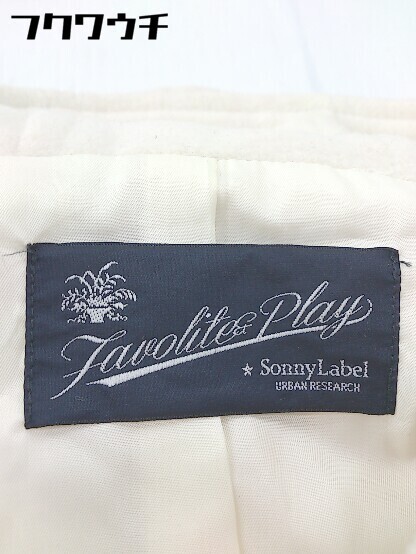 フクワウチ
Favolite & Play
★ SonnyLabel
URBAN RESEARCH